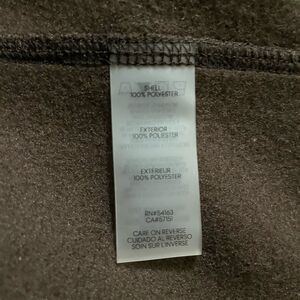 SHELL
100% POLYESTER
EXTERIOR
100% POLIESTER
EXTÉRIEUR
100% POLYESTER
RN#54163
CA#57151
CARE ON REVERSE
CUIDADO AL REVERSO
SOIN SUR L'INVERSE